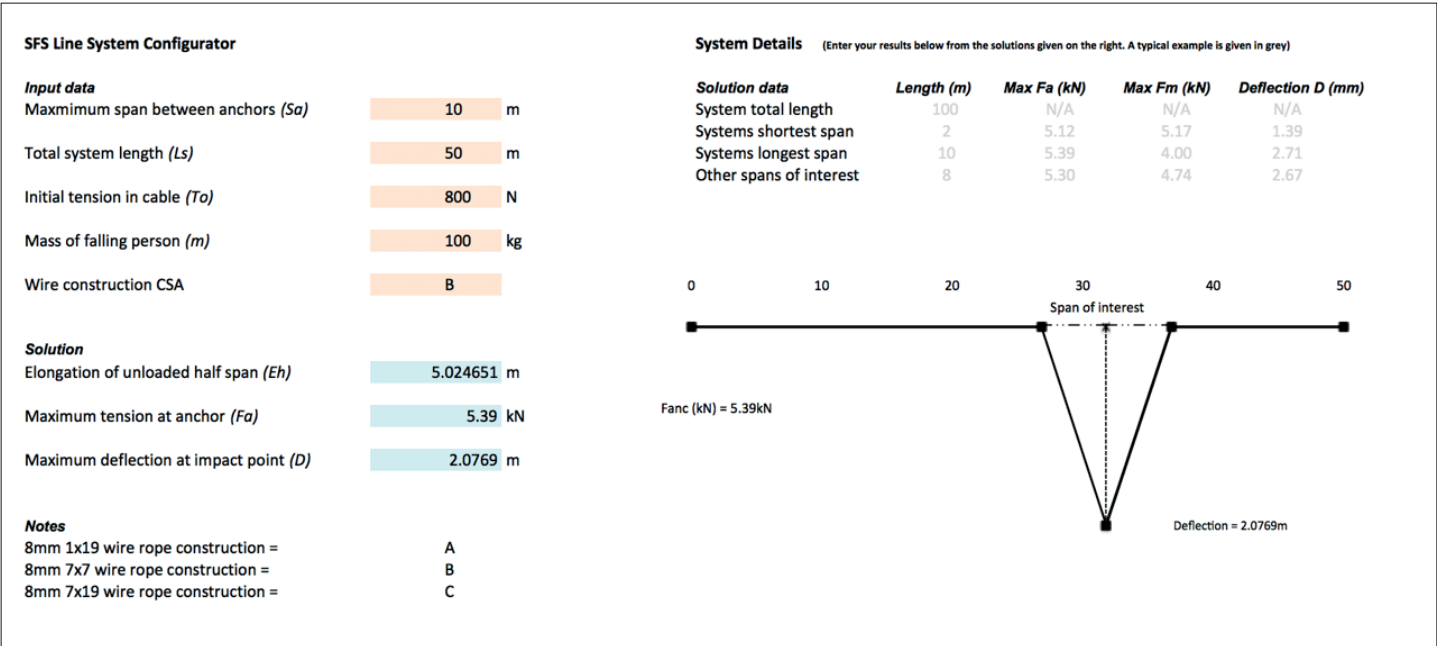 SFS Line System Configurator
Input data
Maxmimum span between anchors (Sa) 10 m
Total system length (Ls) 50 m
Initial tension in cable (To) 800 N
Mass of falling person (m) 100 kg
Wire construction CSA B
Solution
Elongation of unloaded half span (Eh) 5.024651 m
Maximum tension at anchor (Fa) 5.39 kN
Maximum deflection at impact point (D) 2.0769 m
Notes
8mm 1x19 wire rope construction = A
8mm 7x7 wire rope construction = B
8mm 7x19 wire rope construction = C
System Details (Enter your results below from the solutions given on the right. A typical example is given in grey)
Solution data Length (m) Max Fa (kN) Max Fm (kN) Deflection D (mm)
System total length 100 N/A N/A N/A
Systems shortest span 2 5.12 5.17 1.39
Systems longest span 10 5.39 4.00 2.71
Other spans of interest 8 5.30 4.74 2.67
0 10 20 30 40 50
Span of interest
Fanc (kN) = 5.39kN
Deflection = 2.0769m